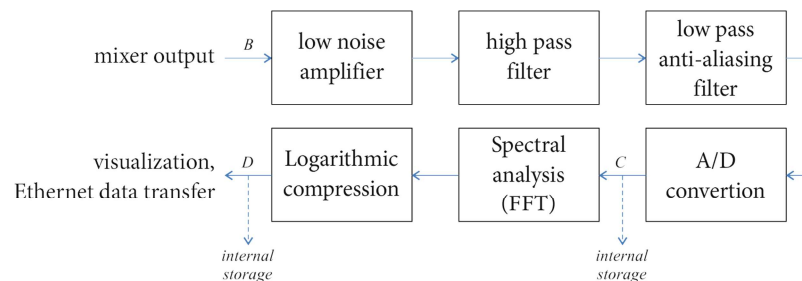 mixer output
B
low noise
amplifier
high pass
filter
low pass
anti-aliasing
filter
visualization,
Ethernet data transfer
D
Logarithmic
compression
Spectral
analysis
(FFT)
C
A/D
convertion
internal
storage
internal
storage